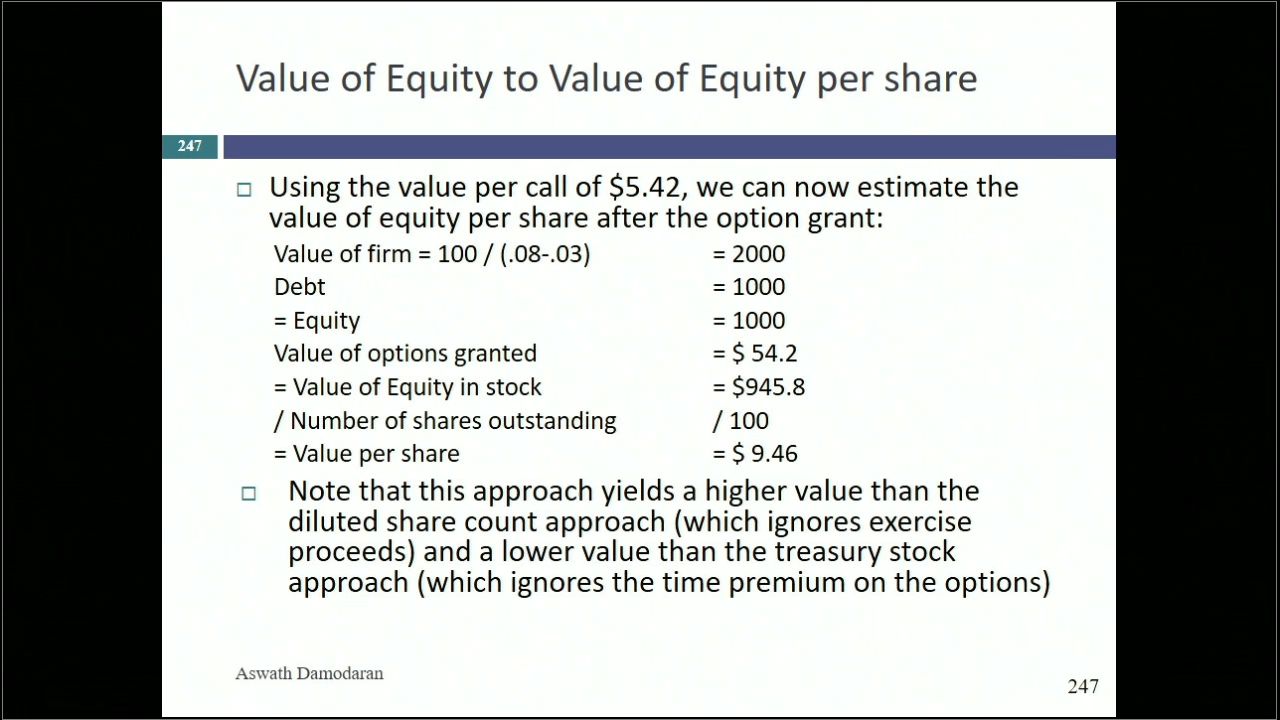 Value of Equity to Value of Equity per share
247
Using the value per call of $5.42, we can now estimate the
value of equity per share after the option grant:
Value of firm = 100 / (.08-.03) = 2000
Debt = 1000
= Equity = 1000
Value of options granted = $ 54.2
= Value of Equity in stock = $945.8
/ Number of shares outstanding / 100
= Value per share = $ 9.46
Note that this approach yields a higher value than the
diluted share count approach (which ignores exercise
proceeds) and a lower value than the treasury stock
approach (which ignores the time premium on the options)
Aswath Damodaran
247